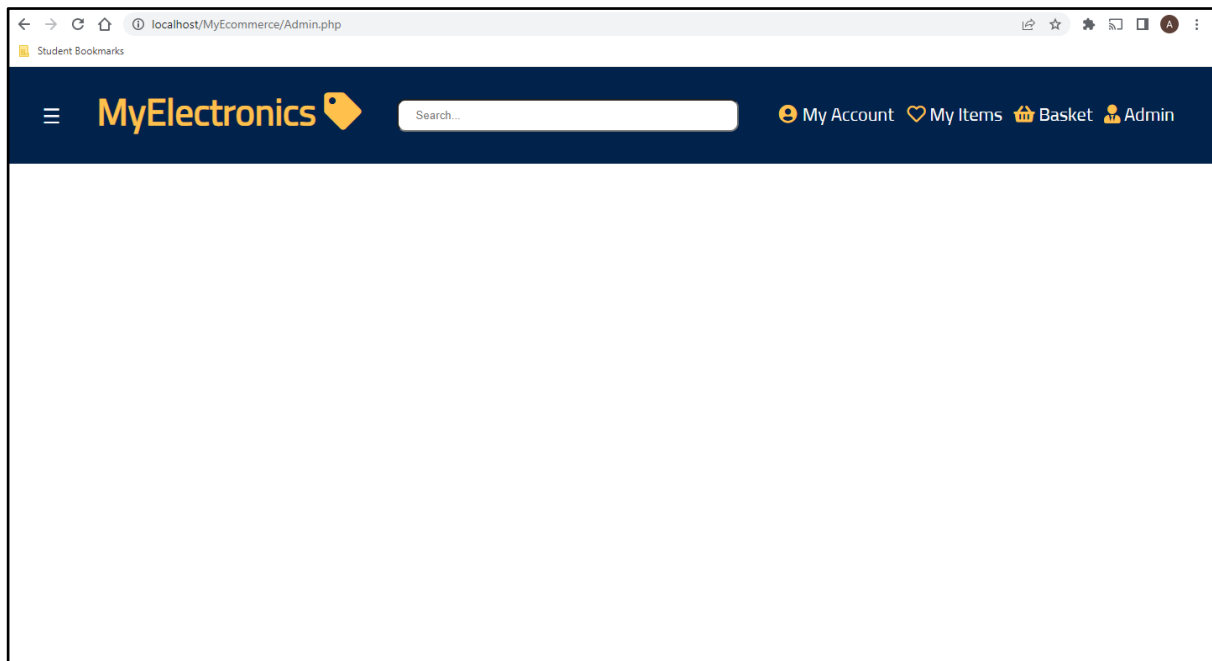 localhost/MyEcommerce/Admin.php
A
Student Bookmarks
MyElectronics
Search...
My Account My Items Basket Admin